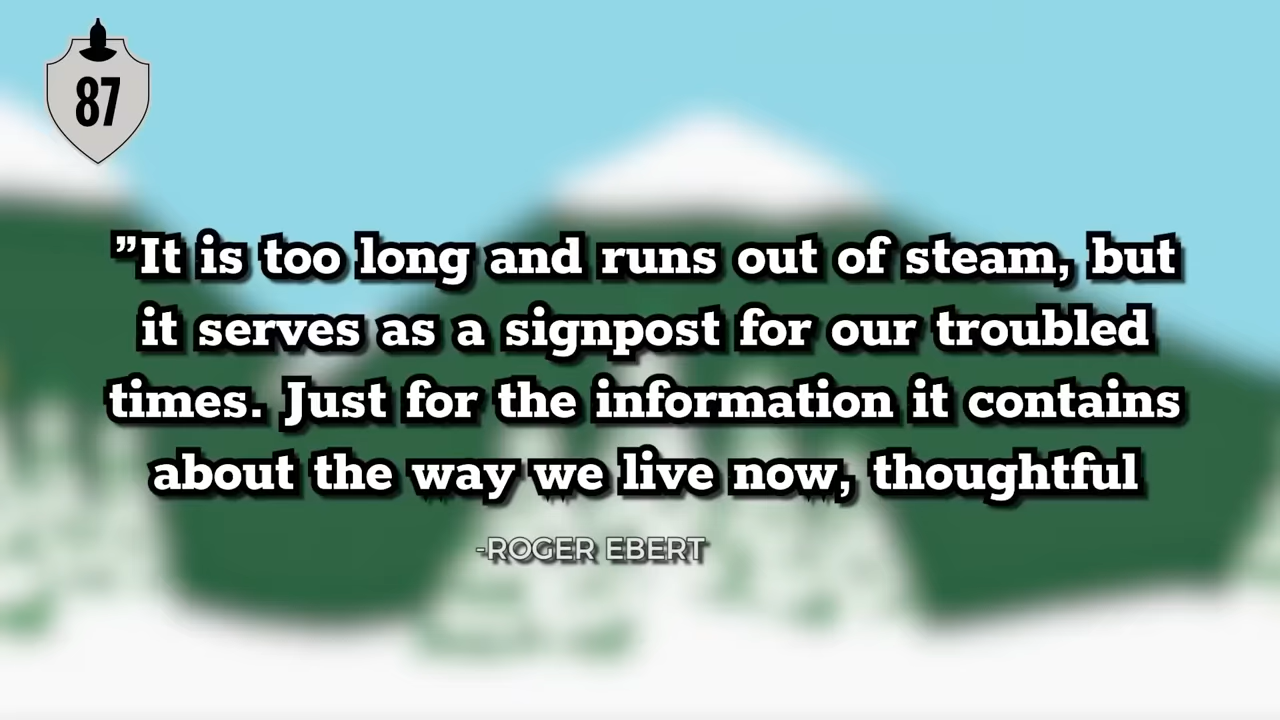 87
”It is too long and runs out of steam, but
it serves as a signpost for our troubled
times. Just for the information it contains
about the way we live now, thoughtful
-ROGER EBERT